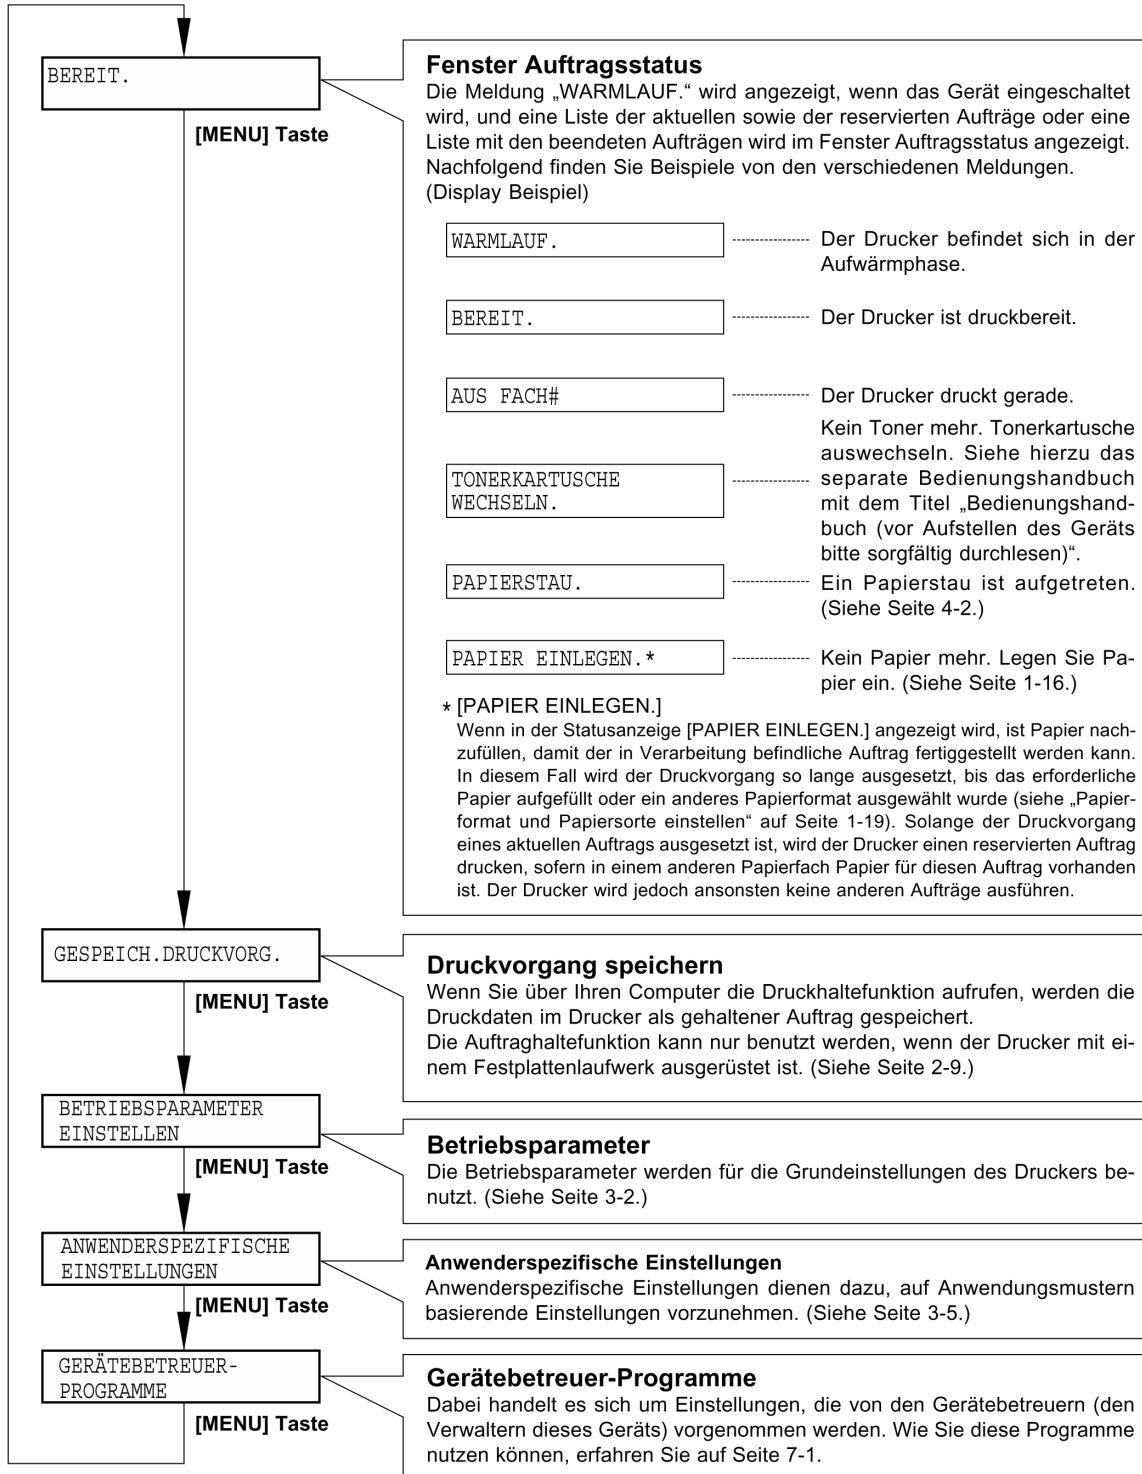 BEREIT.
[MENU] Taste
Fenster Auftragsstatus
Die Meldung „WARMLAUF.“ wird angezeigt, wenn das Gerät eingeschaltet
wird, und eine Liste der aktuellen sowie der reservierten Aufträge oder eine
Liste mit den beendeten Aufträgen wird im Fenster Auftragsstatus angezeigt.
Nachfolgend finden Sie Beispiele von den verschiedenen Meldungen.
(Display Beispiel)
WARMLAUF.
Der Drucker befindet sich in der
Aufwärmphase.
BEREIT.
Der Drucker ist druckbereit.
AUS FACH#
Der Drucker druckt gerade.
TONERKARTUSCHE
WECHSELN.
Kein Toner mehr. Tonerkartusche
auswechseln. Siehe hierzu das
separate Bedienungshandbuch
mit dem Titel „Bedienungshand-
buch (vor Aufstellen des Geräts
bitte sorgfältig durchlesen)“.
PAPIERSTAU.
Ein Papierstau ist aufgetreten.
(Siehe Seite 4-2.)
PAPIER EINLEGEN.*
Kein Papier mehr. Legen Sie Pa-
pier ein. (Siehe Seite 1-16.)
* [PAPIER EINLEGEN.]
Wenn in der Statusanzeige [PAPIER EINLEGEN.] angezeigt wird, ist Papier nach-
zufüllen, damit der in Verarbeitung befindliche Auftrag fertiggestellt werden kann.
In diesem Fall wird der Druckvorgang so lange ausgesetzt, bis das erforderliche
Papier aufgefüllt oder ein anderes Papierformat ausgewählt wurde (siehe „Papier-
format und Papiersorte einstellen“ auf Seite 1-19). Solange der Druckvorgang
eines aktuellen Auftrags ausgesetzt ist, wird der Drucker einen reservierten Auftrag
drucken, sofern in einem anderen Papierfach Papier für diesen Auftrag vorhanden
ist. Der Drucker wird jedoch ansonsten keine anderen Aufträge ausführen.
GESPEICH.DRUCKVORG.
[MENU] Taste
Druckvorgang speichern
Wenn Sie über Ihren Computer die Druckhaltefunktion aufrufen, werden die
Druckdaten im Drucker als gehaltener Auftrag gespeichert.
Die Auftraghaltefunktion kann nur benutzt werden, wenn der Drucker mit ei-
nem Festplattenlaufwerk ausgerüstet ist. (Siehe Seite 2-9.)
BETRIEBSPARAMETER
EINSTELLEN
[MENU] Taste
Betriebsparameter
Die Betriebsparameter werden für die Grundeinstellungen des Druckers be-
nutzt. (Siehe Seite 3-2.)
ANWENDERSPEZIFISCHE
EINSTELLUNGEN
[MENU] Taste
Anwenderspezifische Einstellungen
Anwenderspezifische Einstellungen dienen dazu, auf Anwendungsmustern
basierende Einstellungen vorzunehmen. (Siehe Seite 3-5.)
GERÄTEBETREUER-
PROGRAMME
[MENU] Taste
Gerätebetreuer-Programme
Dabei handelt es sich um Einstellungen, die von den Gerätebetreuern (den
Verwaltern dieses Geräts) vorgenommen werden. Wie Sie diese Programme
nutzen können, erfahren Sie auf Seite 7-1.